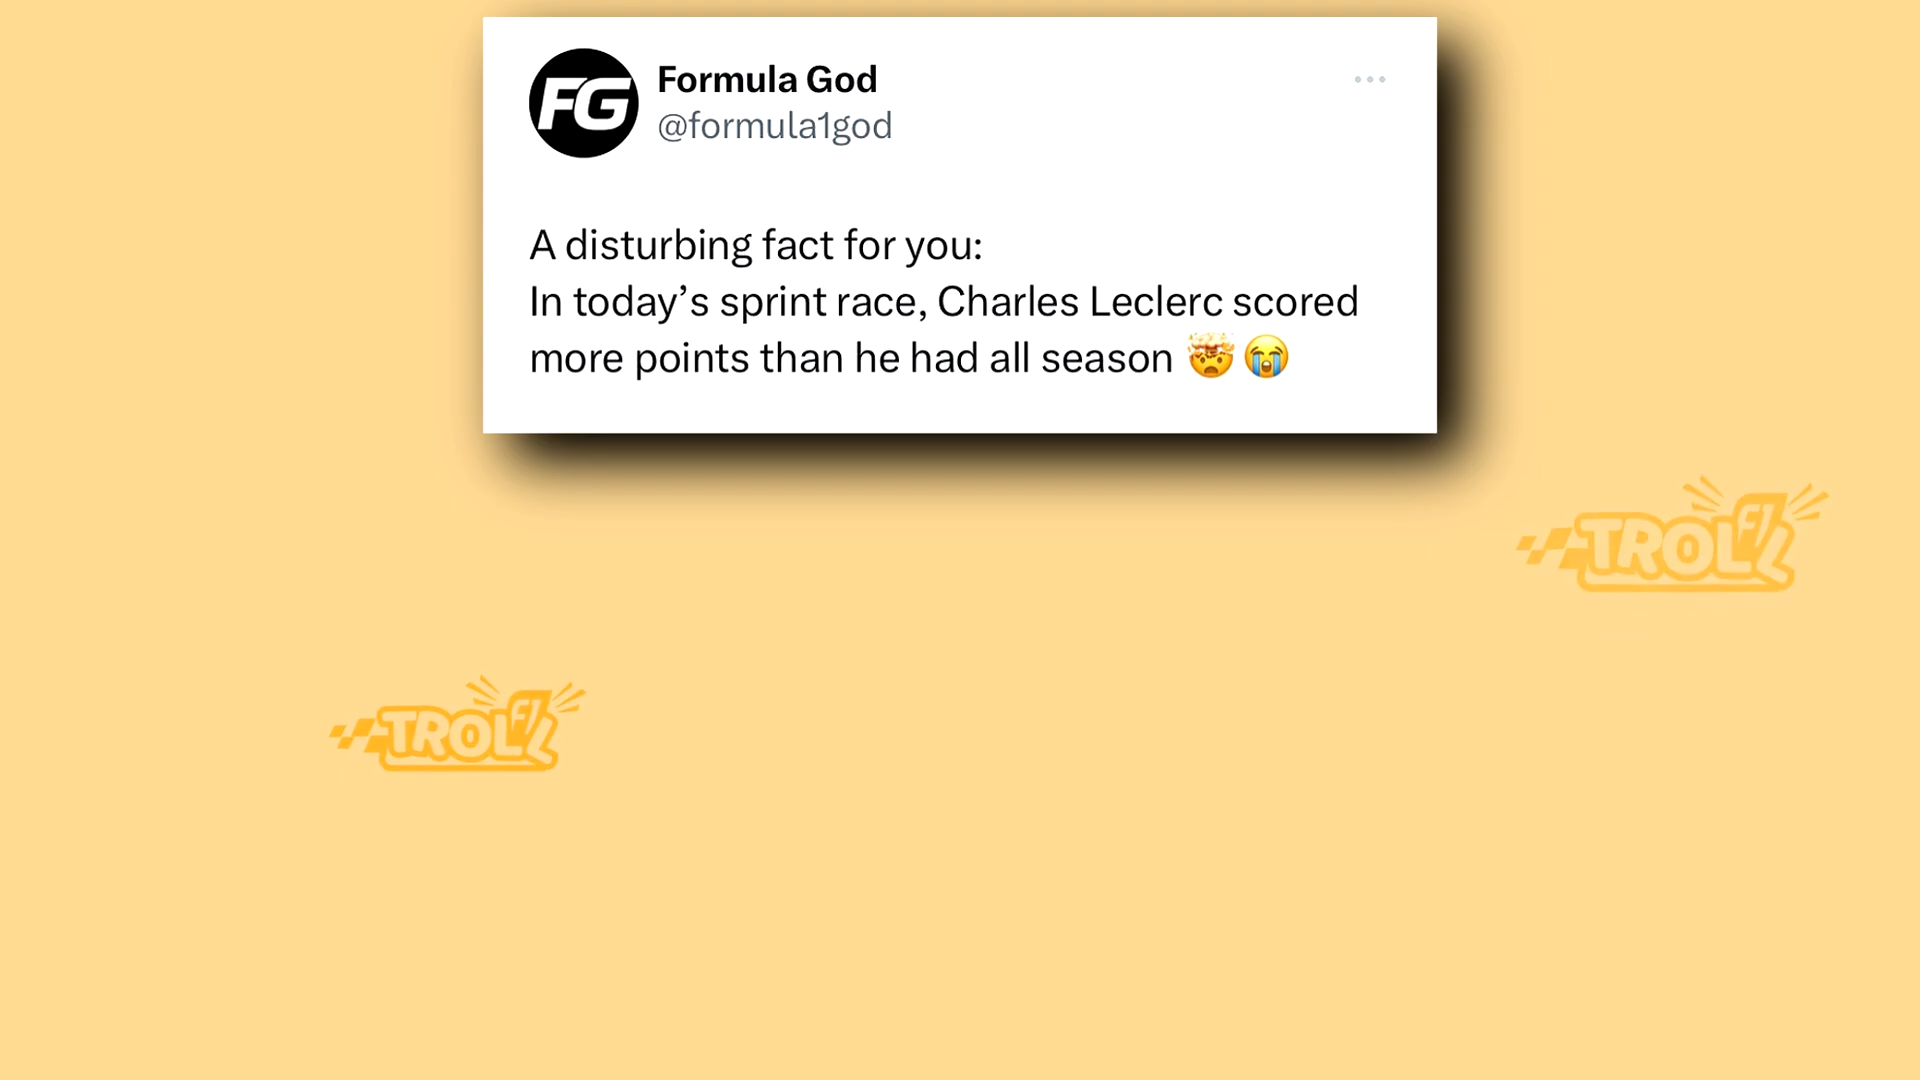 FG
Formula God
@formula1god
A disturbing fact for you:
In today’s sprint race, Charles Leclerc scored
more points than he had all season 🤯😭
TROLL F1
TROLL F1